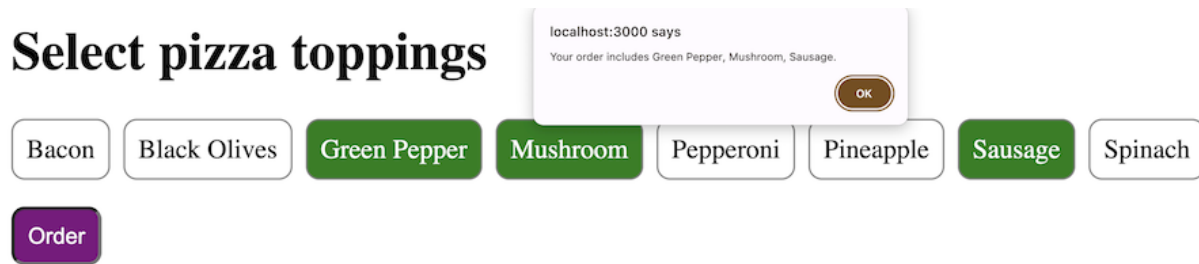 Select pizza toppings
localhost:3000 says
Your order includes Green Pepper, Mushroom, Sausage.
OK
Bacon Black Olives Green Pepper Mushroom Pepperoni Pineapple Sausage Spinach
Order